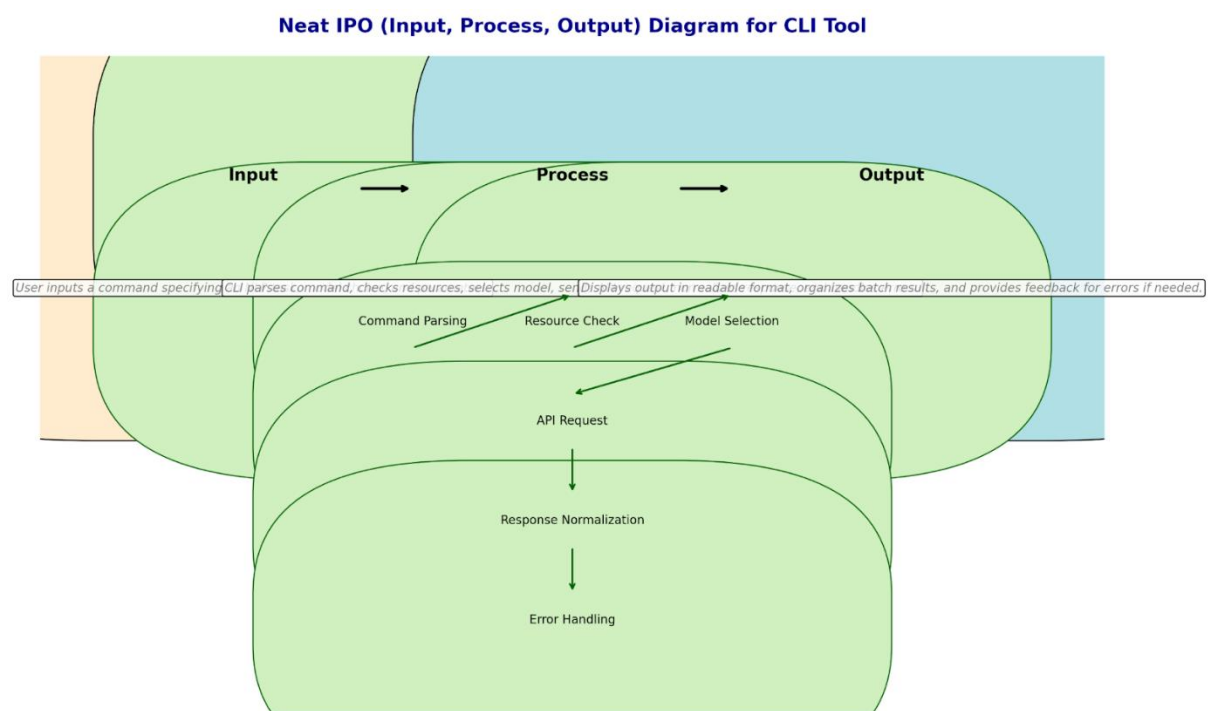 Neat IPO (Input, Process, Output) Diagram for CLI Tool
Input
Process
Output
User inputs a command specifying
CLI parses command, checks resources, selects model,
Displays output in readable format, organizes batch results, and provides feedback for errors if needed.
Command Parsing
Resource Check
Model Selection
API Request
Response Normalization
Error Handling